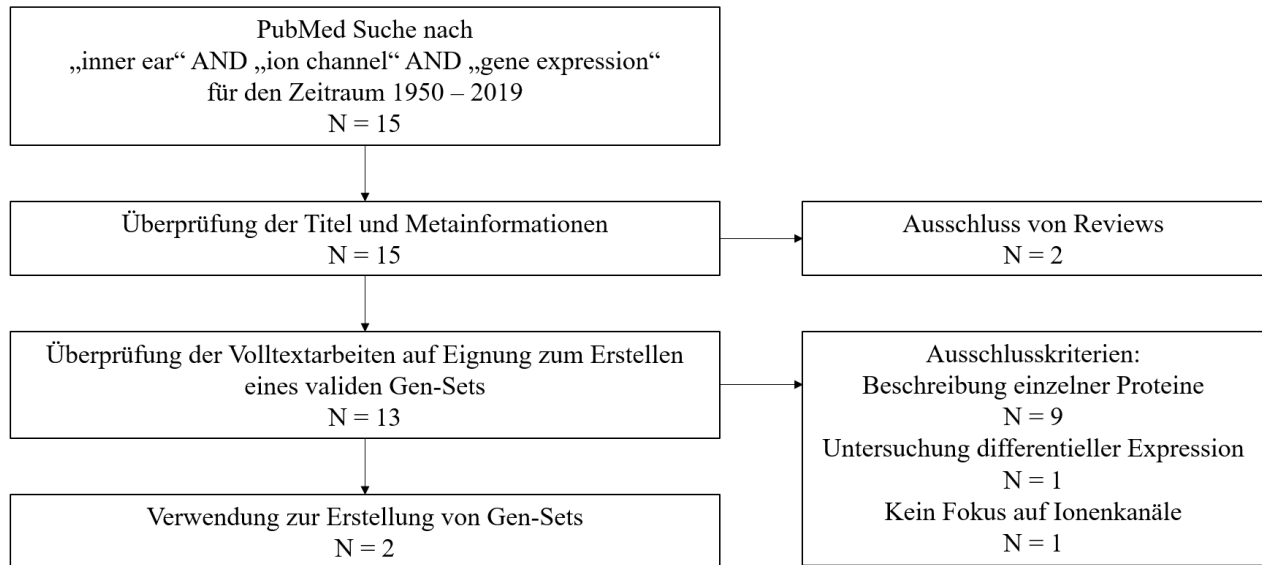 PubMed Suche nach
„inner ear“ AND „ion channel“ AND „gene expression“
für den Zeitraum 1950 – 2019
N = 15
Überprüfung der Titel und Metainformationen
N = 15
Ausschluss von Reviews
N = 2
Überprüfung der Volltextarbeiten auf Eignung zum Erstellen
eines validen Gen-Sets
N = 13
Ausschlusskriterien:
Beschreibung einzelner Proteine
N = 9
Untersuchung differentieller Expression
N = 1
Kein Fokus auf Ionenkanäle
N = 1
Verwendung zur Erstellung von Gen-Sets
N = 2